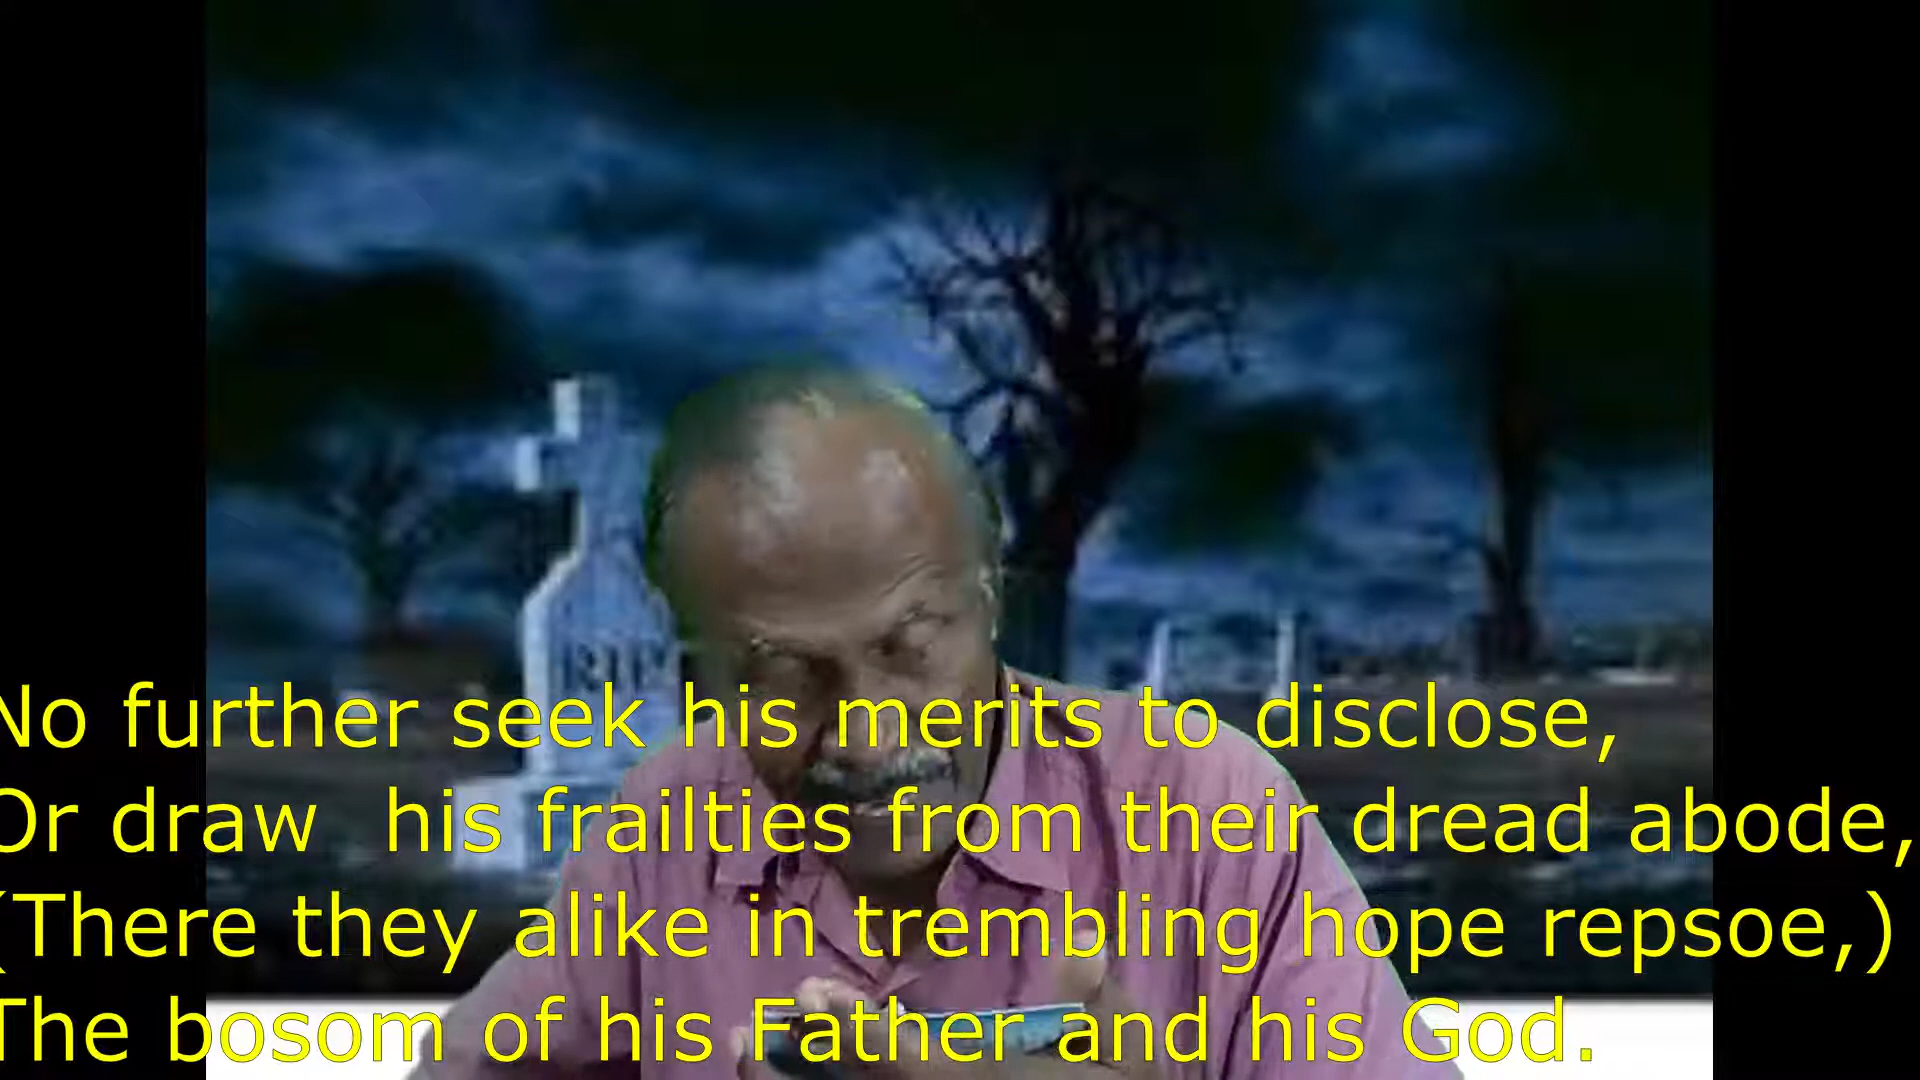 RIP
No further seek his merits to disclose,
Or draw  his frailties from their dread abode,
(There they alike in trembling hope repsoe,)
The bosom of his Father and his God.